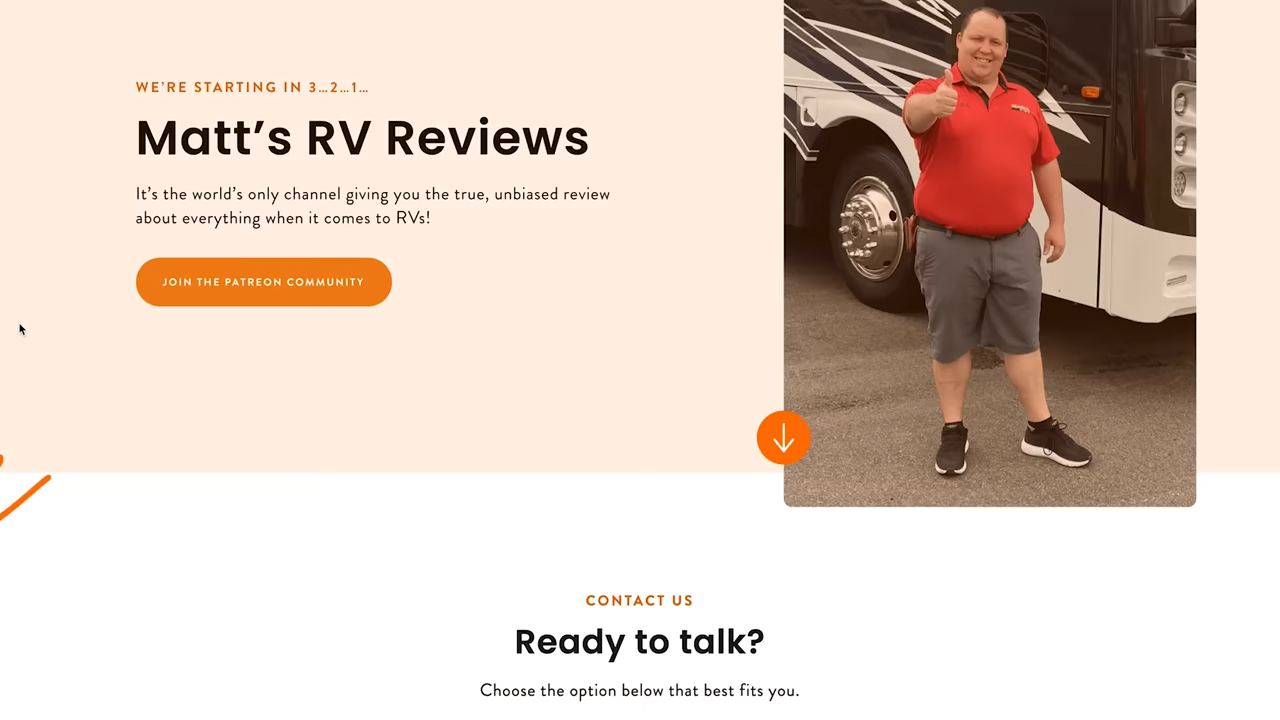 WE'RE STARTING IN 3...2...1...
Matt's RV Reviews
It's the world's only channel giving you the true, unbiased review
about everything when it comes to RVs!
JOIN THE PATREON COMMUNITY
CONTACT US
Ready to talk?
Choose the option below that best fits you.